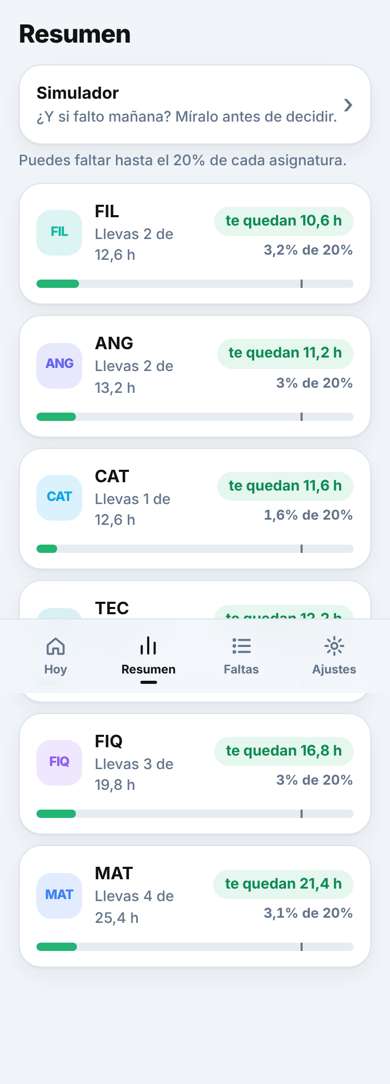 Resumen
Simulador
¿Y si falto mañana? Míralo antes de decidir.
Puedes faltar hasta el 20% de cada asignatura.
FIL
FIL
Llevas 2 de
12,6 h
te quedan 10,6 h
3,2% de 20%
ANG
ANG
Llevas 2 de
13,2 h
te quedan 11,2 h
3% de 20%
CAT
CAT
Llevas 1 de
12,6 h
te quedan 11,6 h
1,6% de 20%
TEC
te quedan 12,2 h
Hoy
Resumen
Faltas
Ajustes
FIQ
FIQ
Llevas 3 de
19,8 h
te quedan 16,8 h
3% de 20%
MAT
MAT
Llevas 4 de
25,4 h
te quedan 21,4 h
3,1% de 20%